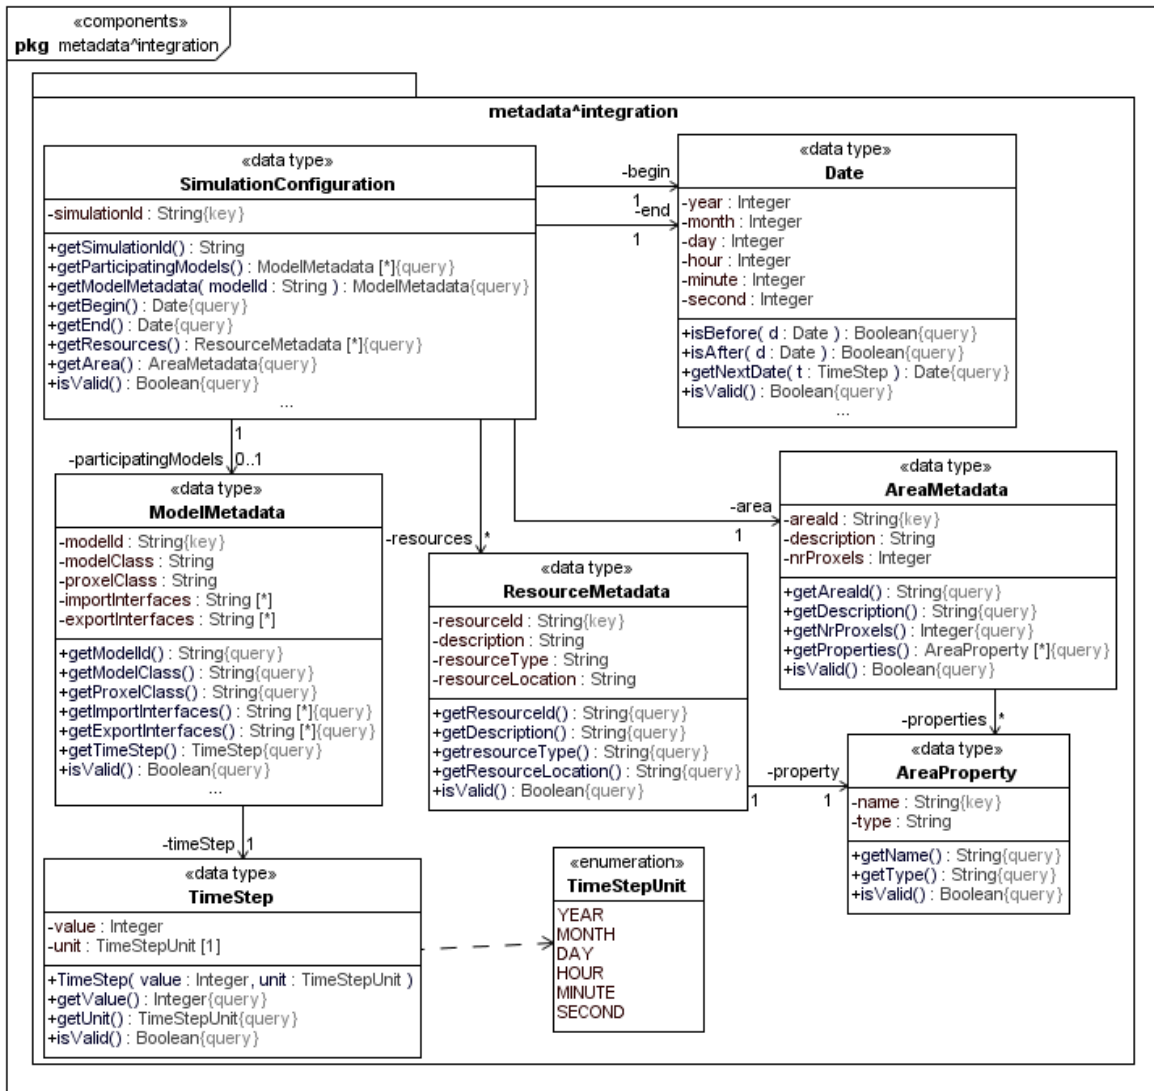 «components»
pkg metadata^integration
metadata^integration
«data type»
SimulationConfiguration
-simulationId : String{key}
+getSimulationId() : String
+getParticipatingModels() : ModelMetadata [*]{query}
+getModelMetadata( modelId : String ) : ModelMetadata{query}
+getBegin() : Date{query}
+getEnd() : Date{query}
+getResources() : ResourceMetadata [*]{query}
+getArea() : AreaMetadata{query}
+isValid() : Boolean{query}
...
-begin
1
-end
1
«data type»
Date
-year : Integer
-month : Integer
-day : Integer
-hour : Integer
-minute : Integer
-second : Integer
+isBefore( d : Date ) : Boolean{query}
+isAfter( d : Date ) : Boolean{query}
+getNextDate( t : TimeStep ) : Date{query}
+isValid() : Boolean{query}
...
1
-participatingModels 0..1
«data type»
ModelMetadata
-modelId : String{key}
-modelClass : String
-proxelClass : String
-importInterfaces : String [*]
-exportInterfaces : String [*]
+getModelId() : String{query}
+getModelClass() : String{query}
+getProxelClass() : String{query}
+getImportInterfaces() : String [*]{query}
+getExportInterfaces() : String [*]{query}
+getTimeStep() : TimeStep{query}
+isValid() : Boolean{query}
...
-resources *
«data type»
ResourceMetadata
-resourceId : String{key}
-description : String
-resourceType : String
-resourceLocation : String
+getResourceId() : String{query}
+getDescription() : String{query}
+getresourceType() : String{query}
+getResourceLocation() : String{query}
+isValid() : Boolean{query}
-area
1
«data type»
AreaMetadata
-areaId : String{key}
-description : String
-nrProxels : Integer
+getAreaId() : String{query}
+getDescription() : String{query}
+getNrProxels() : Integer{query}
+getProperties() : AreaProperty [*]{query}
+isValid() : Boolean{query}
-properties *
-property
1 1
«data type»
AreaProperty
-name : String{key}
-type : String
+getName() : String{query}
+getType() : String{query}
+isValid() : Boolean{query}
-timeStep 1
«data type»
TimeStep
-value : Integer
-unit : TimeStepUnit [1]
+TimeStep( value : Integer, unit : TimeStepUnit )
+getValue() : Integer{query}
+getUnit() : TimeStepUnit{query}
+isValid() : Boolean{query}
«enumeration»
TimeStepUnit
YEAR
MONTH
DAY
HOUR
MINUTE
SECOND